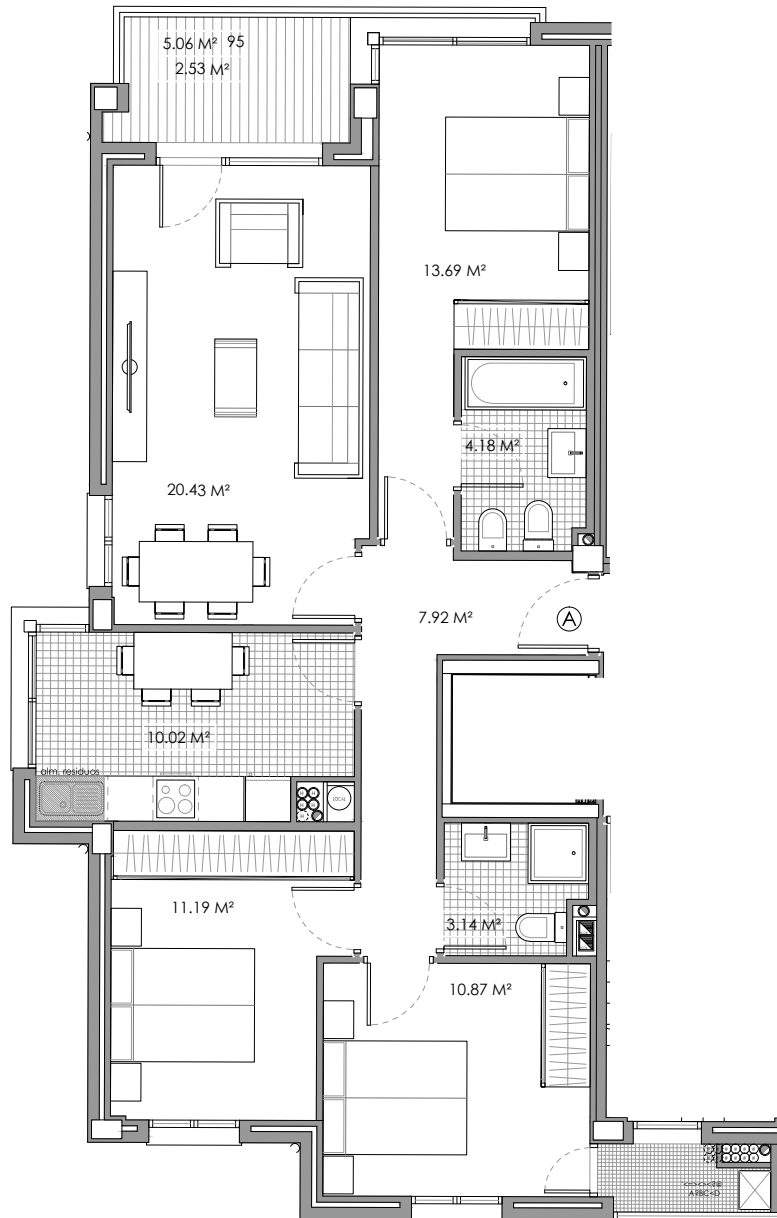 5.06 M² 95
2.53 M²
13.69 M²
4.18 M²
20.43 M²
7.92 M²
A
10.02 M²
alm. residuos
LOCAL
11.19 M²
3.14 M²
10.87 M²